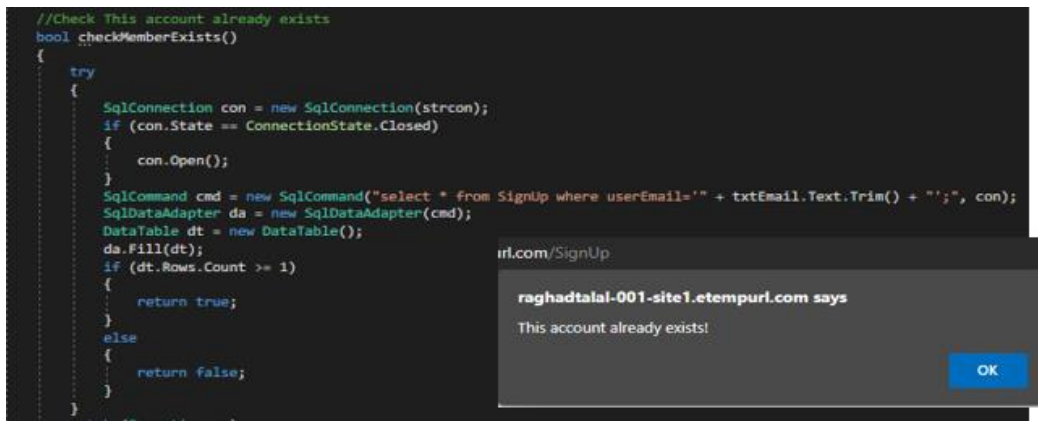 //Check This account already exists
bool checkMemberExists()
{
try
{
SqlConnection con = new SqlConnection(strcon);
if (con.State == ConnectionState.Closed)
{
con.Open();
}
SqlCommand cmd = new SqlCommand("select * from SignUp where userEmail='" + txtEmail.Text.Trim() + "';", con);
SqlDataAdapter da = new SqlDataAdapter(cmd);
DataTable dt = new DataTable();
da.Fill(dt);
if (dt.Rows.Count >= 1)
{
return true;
}
else
{
return false;
}
}
url.com/SignUp
raghadtalal-001-site1.etempurl.com says
This account already exists!
OK